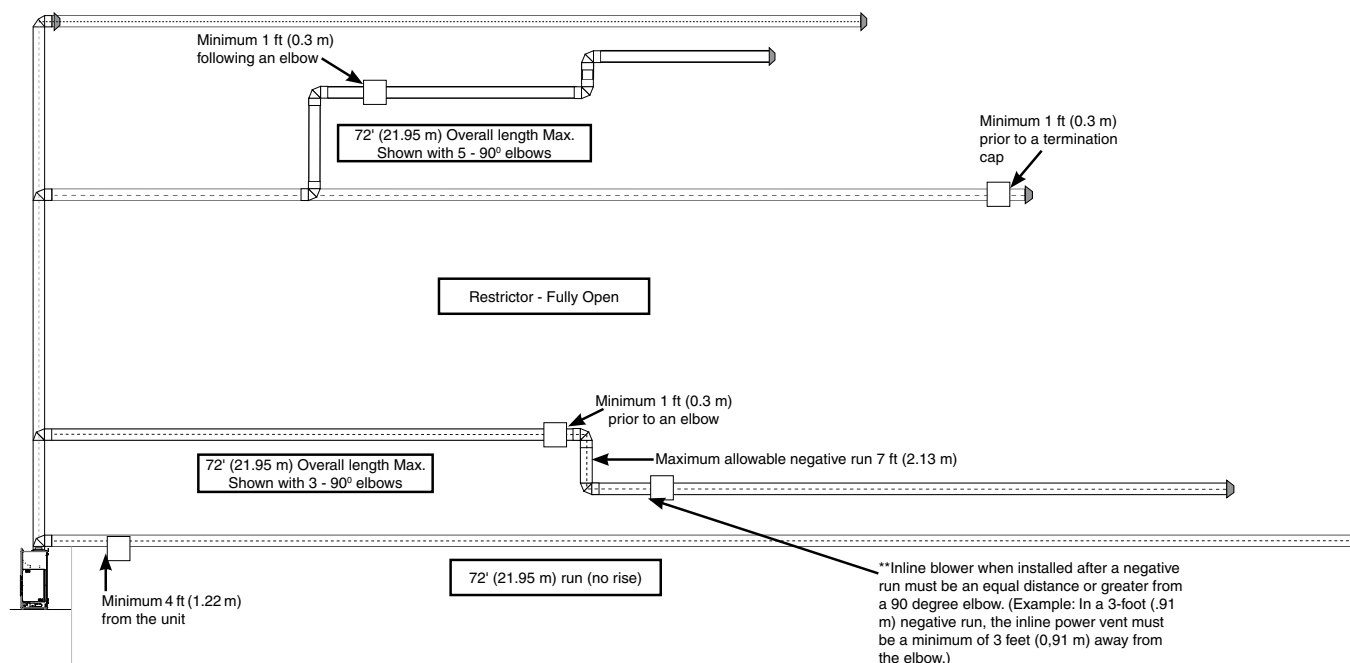 Minimum 1 ft (0.3 m)
following an elbow
72' (21.95 m) Overall length Max.
Shown with 5 - 90⁰ elbows
Minimum 1 ft (0.3 m)
prior to a termination
cap
Restrictor - Fully Open
Minimum 1 ft (0.3 m)
prior to an elbow
72' (21.95 m) Overall length Max.
Shown with 3 - 90⁰ elbows
Maximum allowable negative run 7 ft (2.13 m)
72' (21.95 m) run (no rise)
Minimum 4 ft (1.22 m)
from the unit
**Inline blower when installed after a negative
run must be an equal distance or greater from
a 90 degree elbow. (Example: In a 3-foot (.91
m) negative run, the inline power vent must
be a minimum of 3 feet (0,91 m) away from
the elbow.)